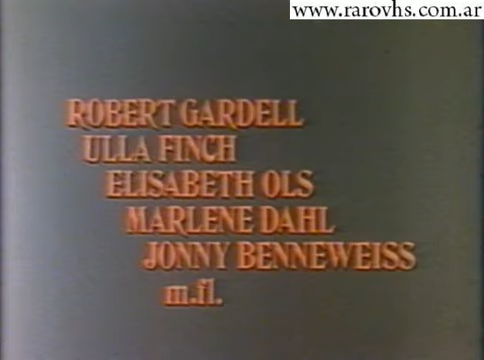 www.rarovhs.com.ar
ROBERT GARDELL
ULLA FINCH
ELISABETH OLS
MARLENE DAHL
JONNY BENNEWEISS
m.fl.